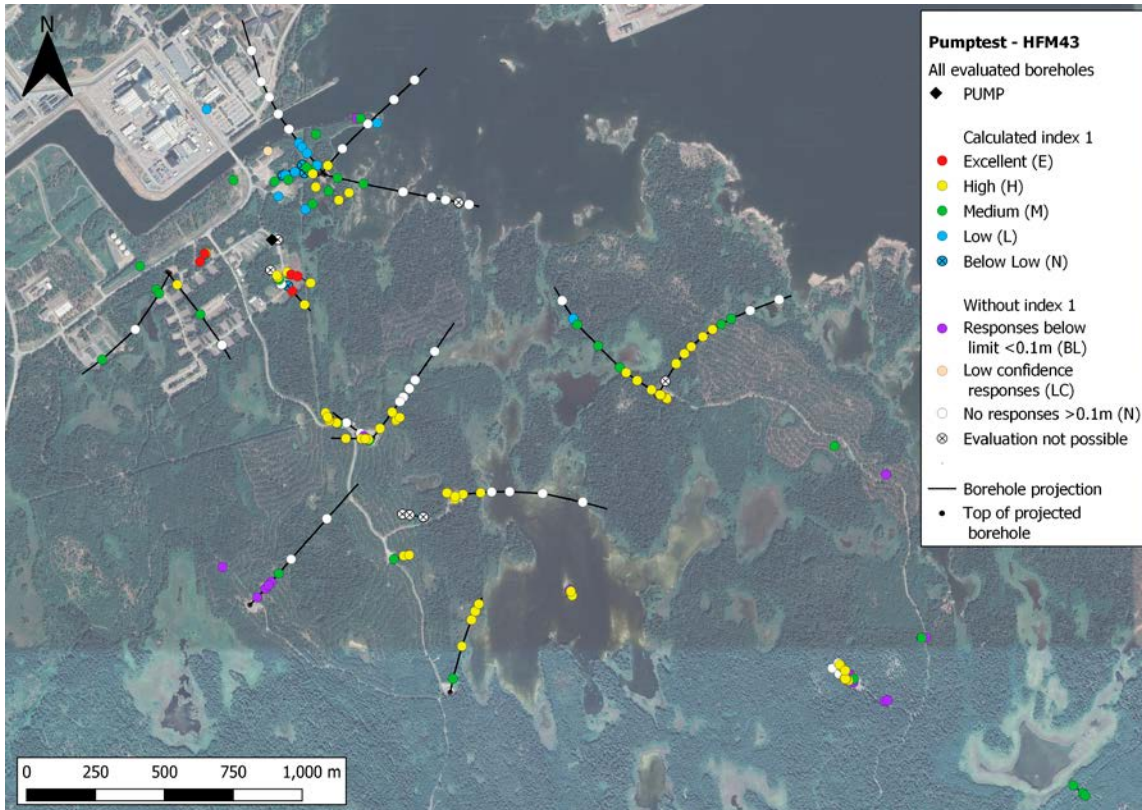 N
Pumptest - HFM43
All evaluated boreholes
PUMP
Calculated index 1
Excellent (E)
High (H)
Medium (M)
Low (L)
Below Low (N)
Without index 1
Responses below
limit <0.1m (BL)
Low confidence
responses (LC)
No responses >0.1m (N)
Evaluation not possible
Borehole projection
Top of projected
borehole
0 250 500 750 1,000 m